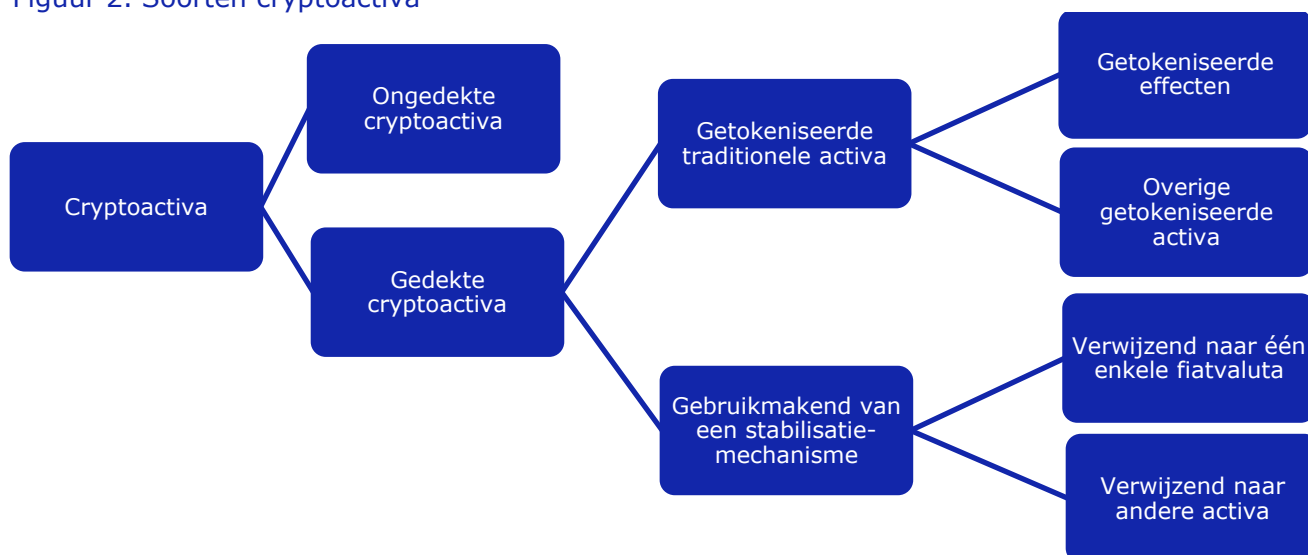 Figuur 2: Soorten cryptoactiva
Cryptoactiva
Ongedekte
cryptoactiva
Gedekte
cryptoactiva
Getokeniseerde
traditionele activa
Gebruikmakend van
een stabilisatie-
mechanisme
Getokeniseerde
effecten
Overige
getokeniseerde
activa
Verwijzend naar één
enkele fiatvaluta
Verwijzend naar
andere activa